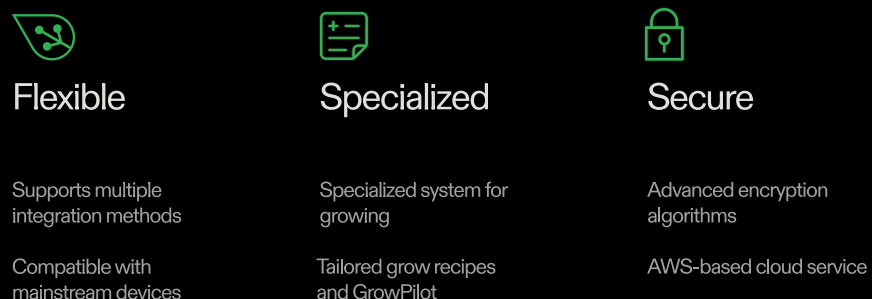 Flexible
Supports multiple
integration methods
Compatible with
mainstream devices
Specialized
Specialized system for
growing
Tailored grow recipes
and GrowPilot
Secure
Advanced encryption
algorithms
AWS-based cloud service